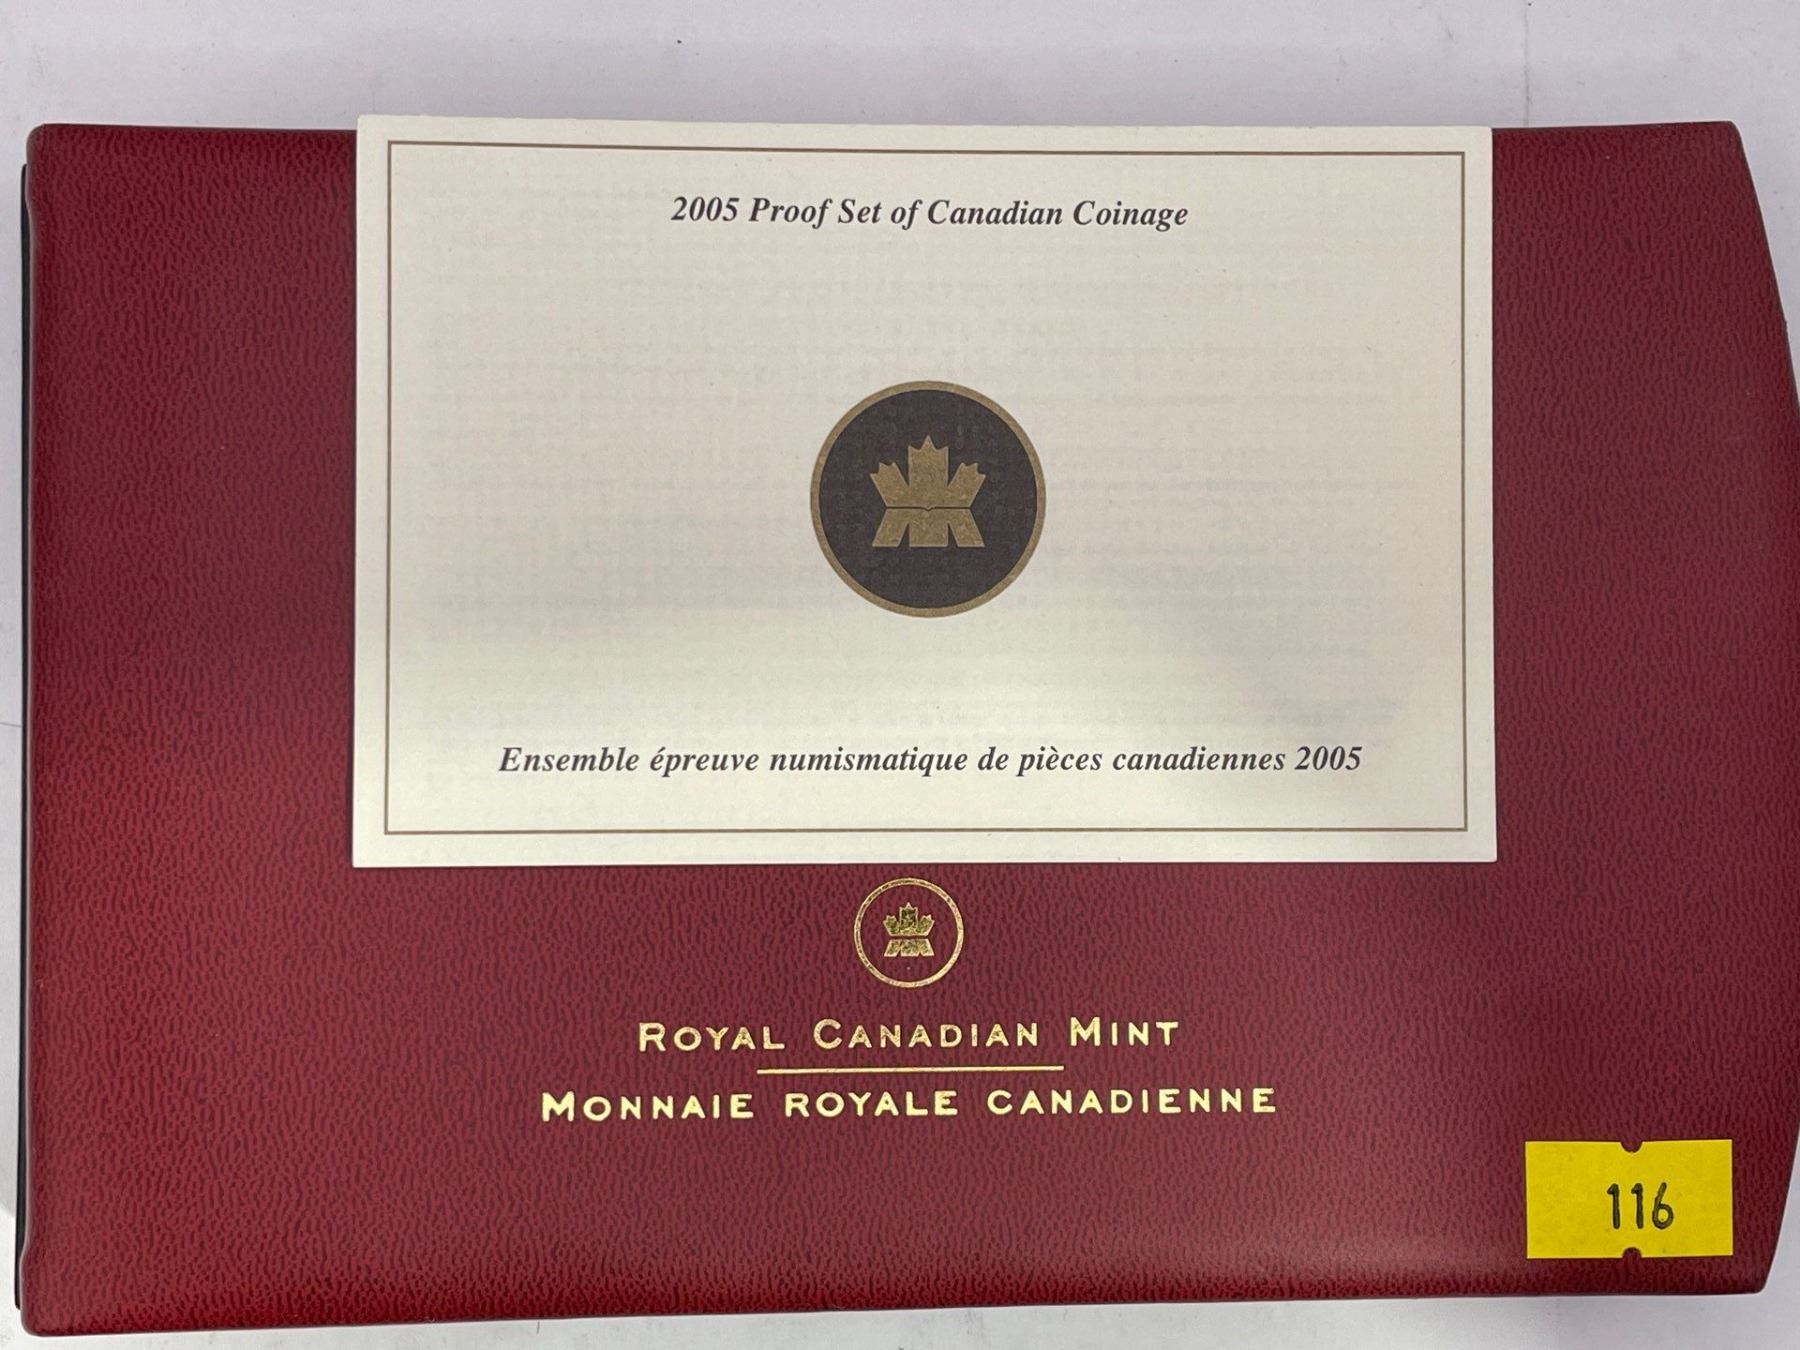 2005 Proof Set of Canadian Coinage
Ensemble épreuve numismatique de pièces canadiennes 2005
ROYAL CANADIAN MINT
MONNAIE ROYALE CANADIENNE
116